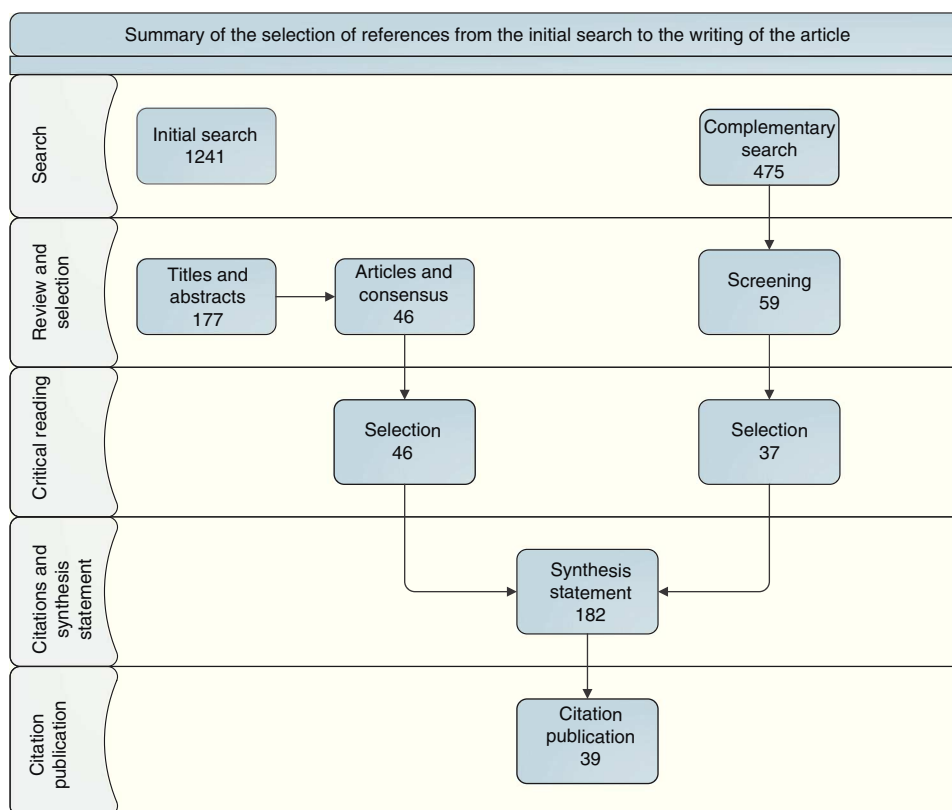 Summary of the selection of references from the initial search to the writing of the article
Search
Initial search
1241
Complementary
search
475
Review and
selection
Titles and
abstracts
177
Articles and
consensus
46
Screening
59
Critical reading
Selection
46
Selection
37
Citations and
synthesis
statement
Synthesis
statement
182
Citation
publication
Citation
publication
39